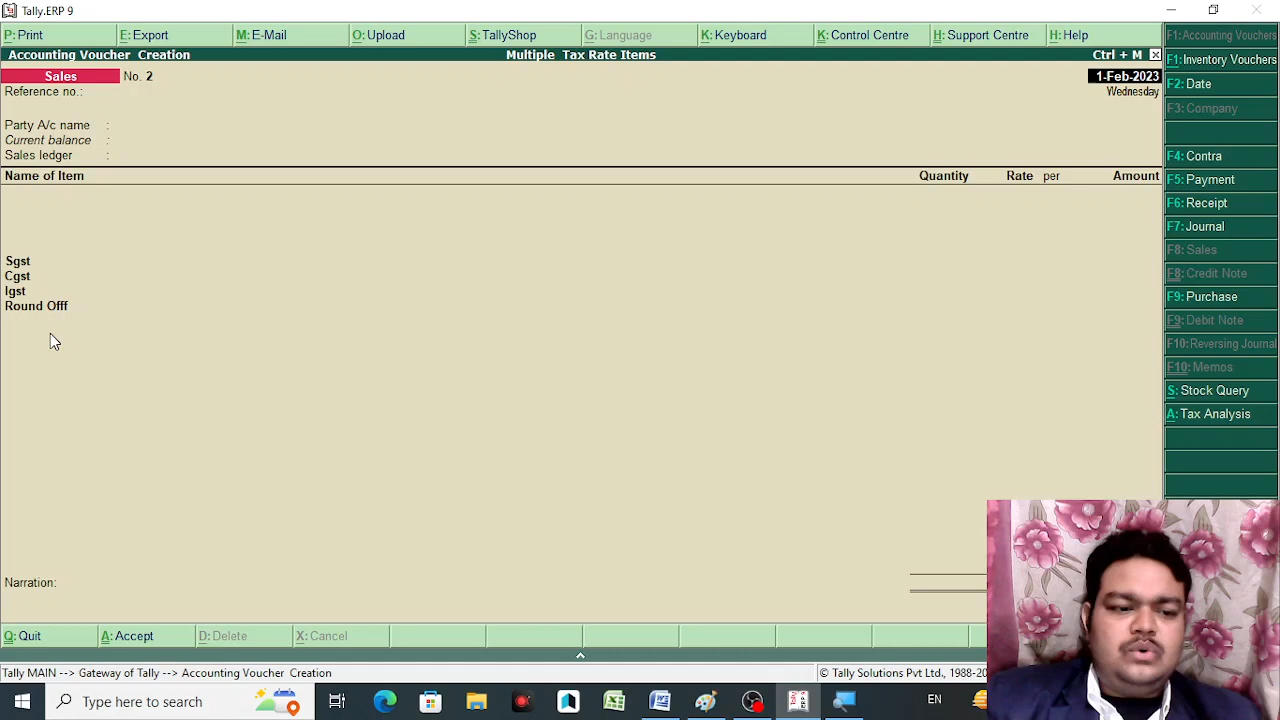 Tally.ERP 9
P: Print
E: Export
M: E-Mail
O: Upload
S: TallyShop
G: Language
K: Keyboard
K: Control Centre
H: Support Centre
H: Help
F1: Accounting Vouchers
Accounting Voucher Creation
Multiple Tax Rate Items
Ctrl + M
F1: Inventory Vouchers
Sales
No. 2
1-Feb-2023
F2: Date
Reference no.:
Wednesday
F3: Company
Party A/c name :
Current balance :
Sales ledger :
F4: Contra
Name of Item
Quantity
Rate
per
Amount
F5: Payment
F6: Receipt
F7: Journal
F8: Sales
Sgst
Cgst
F8: Credit Note
Igst
F9: Purchase
Round Offf
F9: Debit Note
F10: Reversing Journal
F10: Memos
S: Stock Query
A: Tax Analysis
Narration:
Q: Quit
A: Accept
D: Delete
X: Cancel
Tally MAIN --> Gateway of Tally --> Accounting Voucher Creation
© Tally Solutions Pvt Ltd., 1988-20
Type here to search
EN